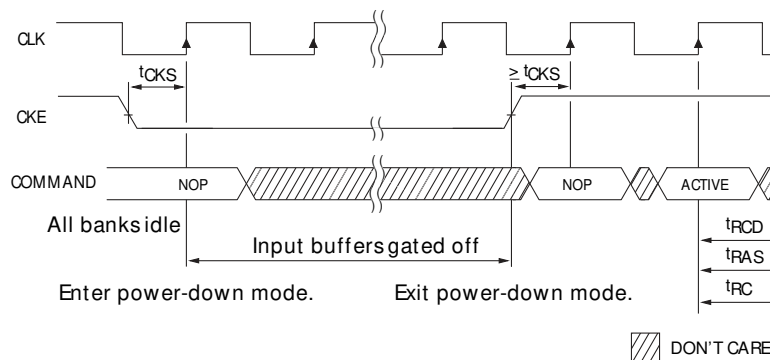 CLK
tCKS
≥ tCKS
CKE
COMMAND
NOP
NOP
ACTIVE
All banks idle
Input buffers gated off
tRCD
tRAS
tRC
Enter power-down mode.
Exit power-down mode.
DON'T CARE